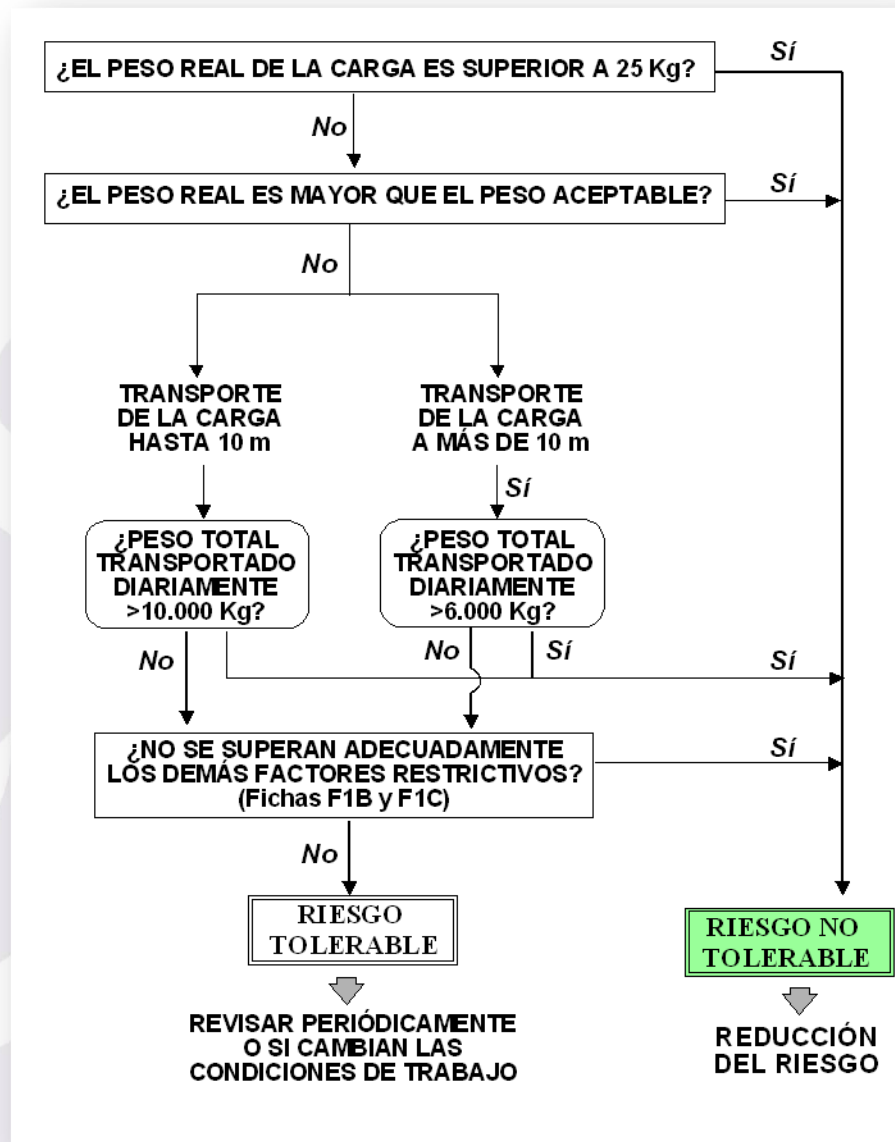 ¿EL PESO REAL DE LA CARGA ES SUPERIOR A 25 Kg?
Sí
No
¿EL PESO REAL ES MAYOR QUE EL PESO ACEPTABLE?
Sí
No
TRANSPORTE
DE LA CARGA
HASTA 10 m
TRANSPORTE
DE LA CARGA
A MÁS DE 10 m
Sí
¿PESO TOTAL
TRANSPORTADO
DIARIAMENTE
>10.000 Kg?
¿PESO TOTAL
TRANSPORTADO
DIARIAMENTE
>6.000 Kg?
No
No
Sí
Sí
¿NO SE SUPERAN ADECUADAMENTE
LOS DEMÁS FACTORES RESTRICTIVOS?
(Fichas F1B y F1C)
Sí
No
RIESGO
TOLERABLE
RIESGO NO
TOLERABLE
REVISAR PERIÓDICAMENTE
O SI CAMBIAN LAS
CONDICIONES DE TRABAJO
REDUCCIÓN
DEL RIESGO